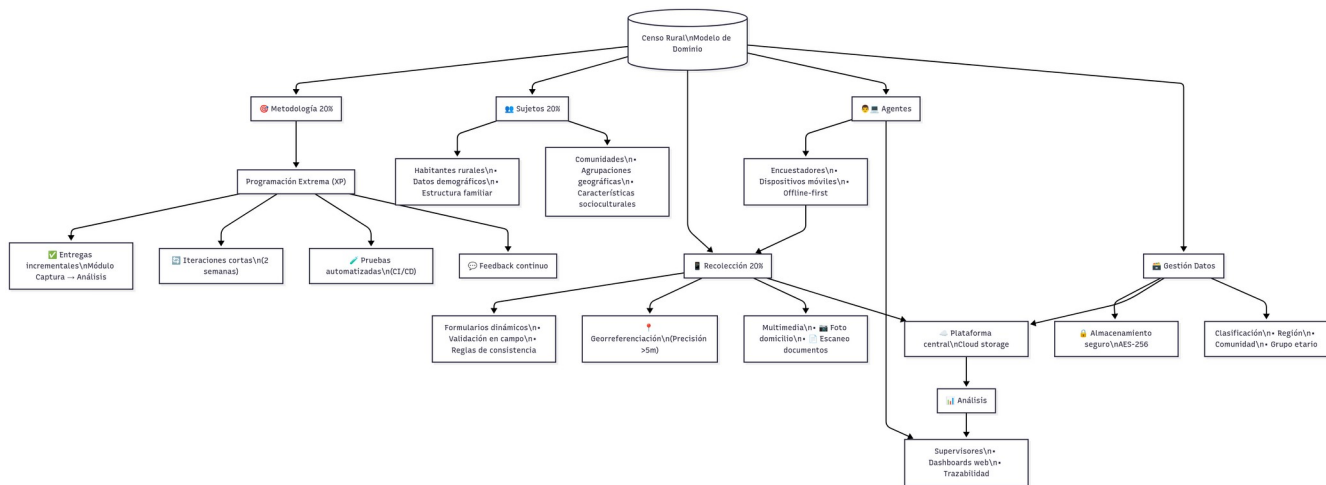 Censo Rural\nModelo de
Dominio
🎯 Metodología 20%
👥 Sujetos 20%
👨💻 Agentes
Programación Extrema (XP)
Habitantes rurales\n•
Datos demográficos\n•
Estructura familiar
Comunidades\n•
Agrupaciones
geográficas\n•
Características
socioculturales
Encuestadores\n•
Dispositivos móviles\n•
Offline-first
✅ Entregas
incrementales\nMódulo
Captura → Análisis
🔄 Iteraciones cortas\n(2
semanas)
🧪 Pruebas
automatizadas\n(CI/CD)
💬 Feedback continuo
📱 Recolección 20%
🗃️ Gestión Datos
Formularios dinámicos\n•
Validación en campo\n•
Reglas de consistencia
📍
Georreferenciación\n(Precisión
>5m)
Multimedia\n• 📷 Foto
domicilio\n• 📄 Escaneo
documentos
☁️ Plataforma
central\nCloud storage
🔒 Almacenamiento
seguro\nAES-256
Clasificación\n• Región\n•
Comunidad\n• Grupo etario
📊 Análisis
Supervisores\n•
Dashboards web\n•
Trazabilidad